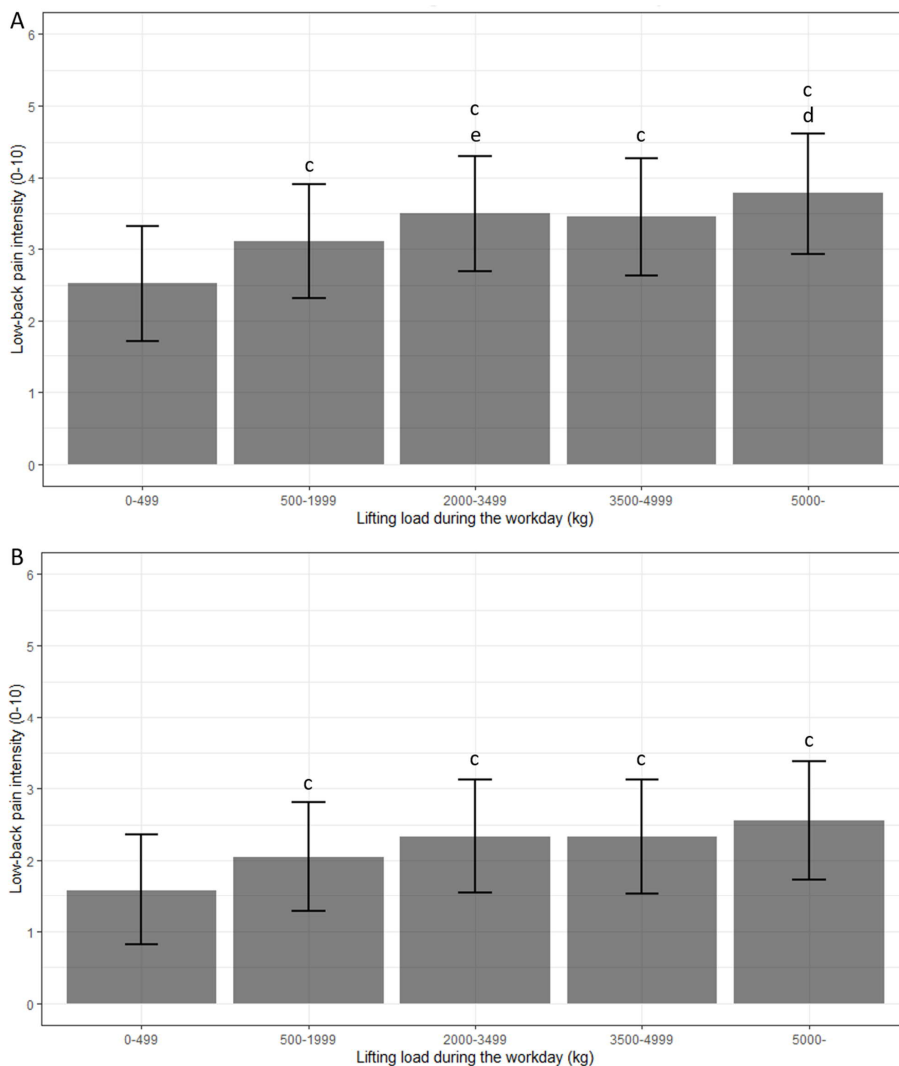 A
6
5
4
3
2
1
0
Low-back pain intensity (0-10)
c
c
e
c
c
d
0-499 500-1999 2000-3499 3500-4999 5000-
Lifting load during the workday (kg)
B
6
5
4
3
2
1
0
Low-back pain intensity (0-10)
c
c
c
c
0-499 500-1999 2000-3499 3500-4999 5000-
Lifting load during the workday (kg)